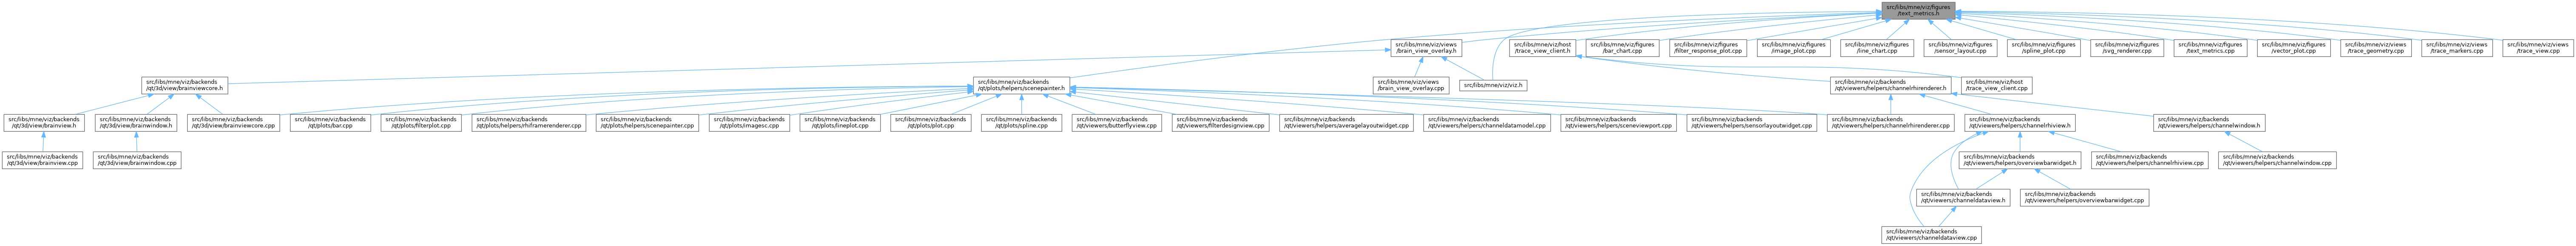 src/libs/mne/viz/figures
/text_metrics.h
src/libs/mne/viz/views
/brain_view_overlay.h
src/libs/mne/viz/host
/trace_view_client.h
src/libs/mne/viz/figures
/bar_chart.cpp
src/libs/mne/viz/figures
/filter_response_plot.cpp
src/libs/mne/viz/figures
/image_plot.cpp
src/libs/mne/viz/figures
/line_chart.cpp
src/libs/mne/viz/figures
/sensor_layout.cpp
src/libs/mne/viz/figures
/spline_plot.cpp
src/libs/mne/viz/figures
/svg_renderer.cpp
src/libs/mne/viz/figures
/text_metrics.cpp
src/libs/mne/viz/figures
/vector_plot.cpp
src/libs/mne/viz/views
/trace_geometry.cpp
src/libs/mne/viz/views
/trace_markers.cpp
src/libs/mne/viz/views
/trace_view.cpp
src/libs/mne/viz/backends
/qt/3d/view/brainviewcore.h
src/libs/mne/viz/backends
/qt/plots/helpers/scenepainter.h
src/libs/mne/viz/views
/brain_view_overlay.cpp
src/libs/mne/viz/viz.h
src/libs/mne/viz/backends
/qt/viewers/helpers/channelrhirenderer.h
src/libs/mne/viz/host
/trace_view_client.cpp
src/libs/mne/viz/backends
/qt/3d/view/brainview.h
src/libs/mne/viz/backends
/qt/3d/view/brainwindow.h
src/libs/mne/viz/backends
/qt/3d/view/brainviewcore.cpp
src/libs/mne/viz/backends
/qt/plots/bar.cpp
src/libs/mne/viz/backends
/qt/plots/filterplot.cpp
src/libs/mne/viz/backends
/qt/plots/helpers/rhiframerenderer.cpp
src/libs/mne/viz/backends
/qt/plots/helpers/scenepainter.cpp
src/libs/mne/viz/backends
/qt/plots/imagesc.cpp
src/libs/mne/viz/backends
/qt/plots/lineplot.cpp
src/libs/mne/viz/backends
/qt/plots/plot.cpp
src/libs/mne/viz/backends
/qt/plots/spline.cpp
src/libs/mne/viz/backends
/qt/viewers/butterflyview.cpp
src/libs/mne/viz/backends
/qt/viewers/filterdesignview.cpp
src/libs/mne/viz/backends
/qt/viewers/helpers/averagelayoutwidget.cpp
src/libs/mne/viz/backends
/qt/viewers/helpers/channeldatamodel.cpp
src/libs/mne/viz/backends
/qt/viewers/helpers/sceneviewport.cpp
src/libs/mne/viz/backends
/qt/viewers/helpers/sensorlayoutwidget.cpp
src/libs/mne/viz/backends
/qt/viewers/helpers/channelrhirenderer.cpp
src/libs/mne/viz/backends
/qt/viewers/helpers/channelrhiview.h
src/libs/mne/viz/backends
/qt/viewers/helpers/channelwindow.h
src/libs/mne/viz/backends
/qt/3d/view/brainview.cpp
src/libs/mne/viz/backends
/qt/3d/view/brainwindow.cpp
src/libs/mne/viz/backends
/qt/viewers/helpers/overviewbarwidget.h
src/libs/mne/viz/backends
/qt/viewers/helpers/channelrhiview.cpp
src/libs/mne/viz/backends
/qt/viewers/helpers/channelwindow.cpp
src/libs/mne/viz/backends
/qt/viewers/channeldataview.h
src/libs/mne/viz/backends
/qt/viewers/helpers/overviewbarwidget.cpp
src/libs/mne/viz/backends
/qt/viewers/channeldataview.cpp